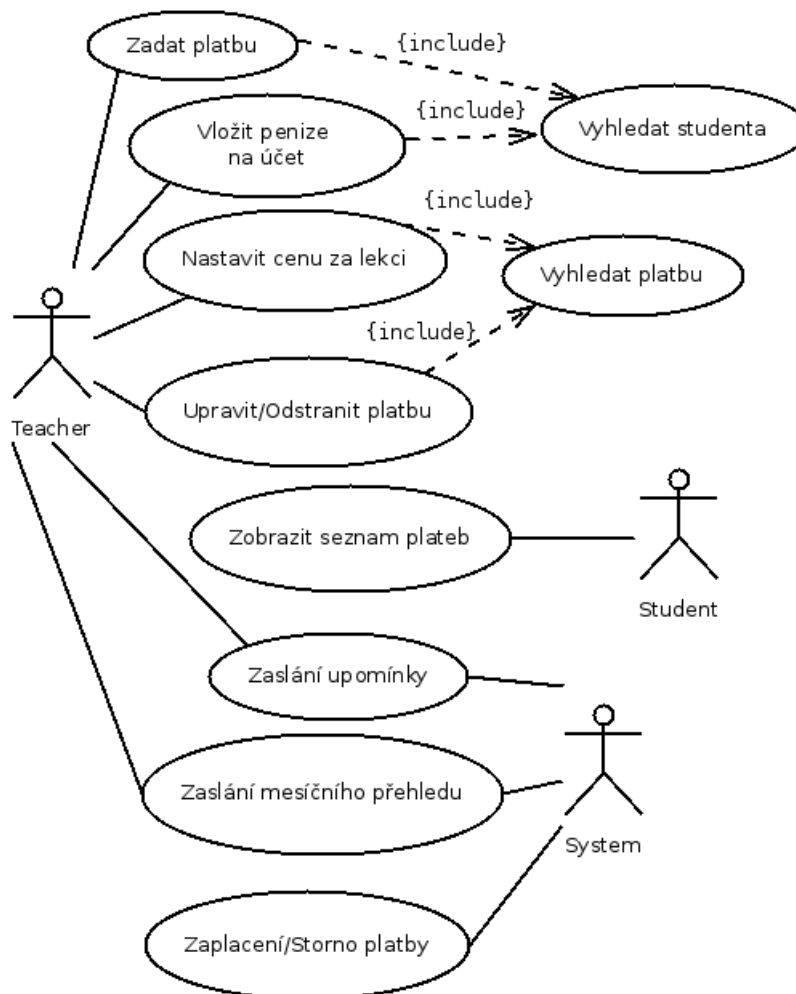 Zadat platbu
{include}
Vložit penize
na účet
{include}
Vyhledat studenta
{include}
Nastavit cenu za lekci
Vyhledat platbu
{include}
Upravit/Odstranit platbu
Teacher
Zobrazit seznam plateb
Student
Zaslání upomínky
Zaslání mesíčního přehledu
System
Zaplacení/Storno platby